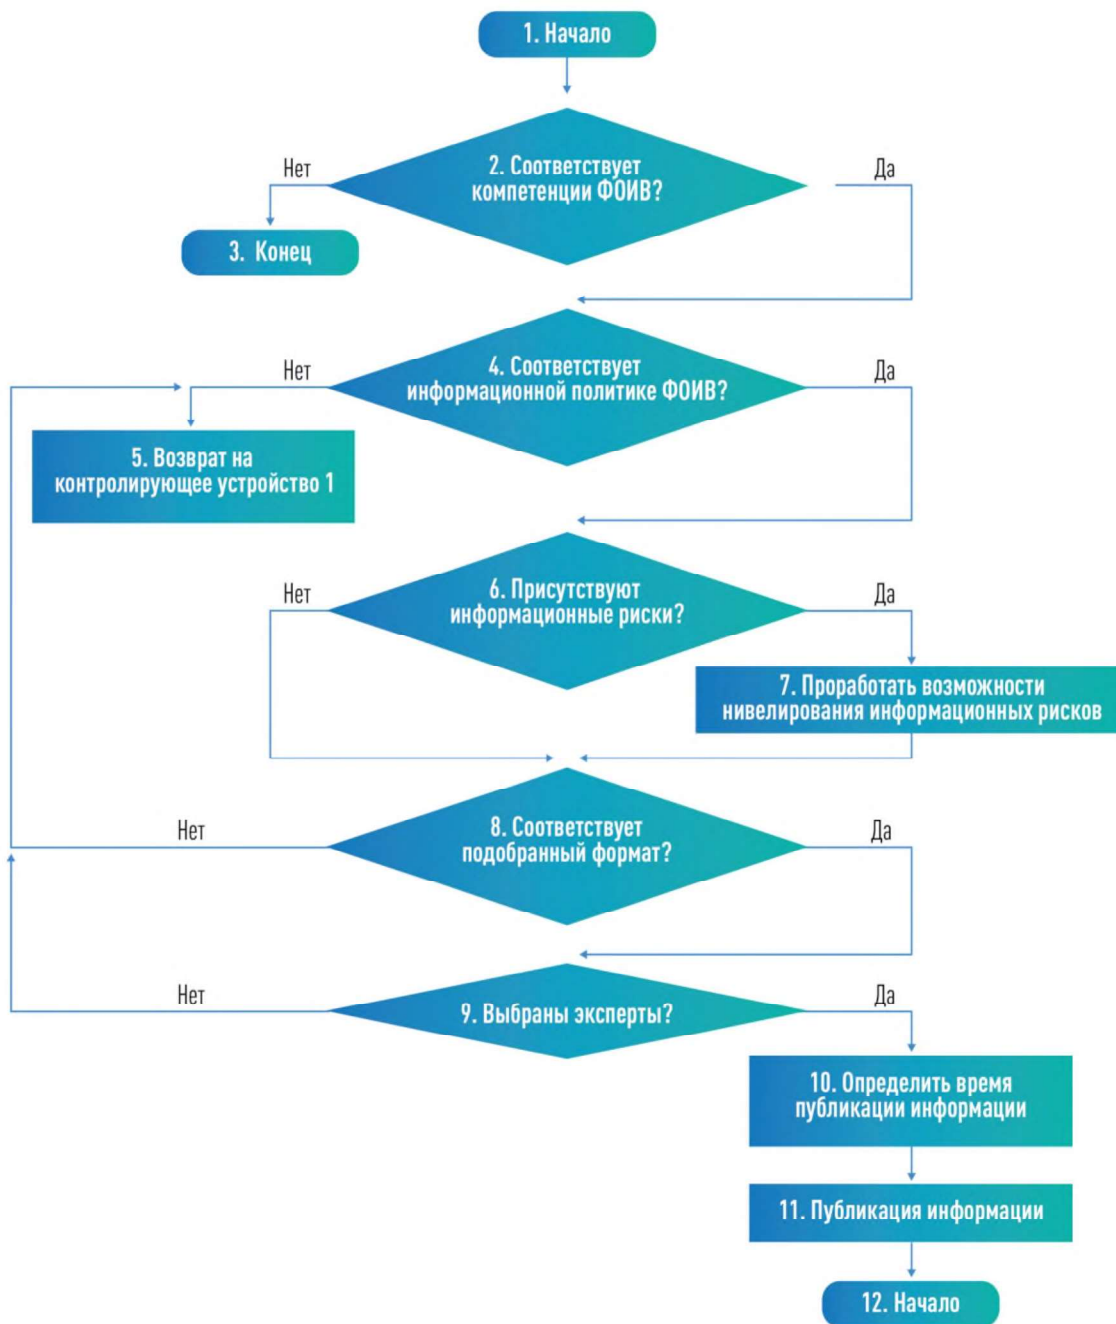 1. Начало
2. Соответствует
компетенции ФОИВ?
Нет
Да
3. Конец
4. Соответствует
информационной политике ФОИВ?
Нет
Да
5. Возврат на
контролирующее устройство 1
6. Присутствуют
информационные риски?
Нет
Да
7. Проработать возможности
нивелирования информационных рисков
8. Соответствует
подобранный формат?
Нет
Да
9. Выбраны эксперты?
Нет
Да
10. Определить время
публикации информации
11. Публикация информации
12. Начало